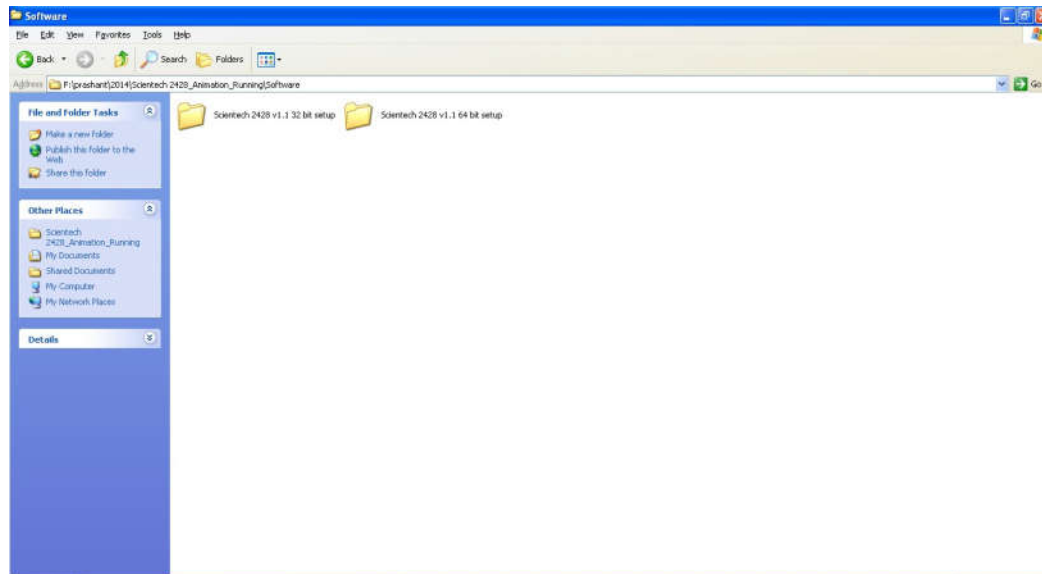 Software
File Edit View Favorites Tools Help
Back Search Folders
Address F:\prashant\2014\Scientech 2428_Animation_Running\Software Go
File and Folder Tasks
Make a new folder
Publish this folder to the
Web
Share this folder
Other Places
Scientech
2428_Animation_Running
My Documents
Shared Documents
My Computer
My Network Places
Details
Scientech 2428 v1.1 32 bit setup Scientech 2428 v1.1 64 bit setup